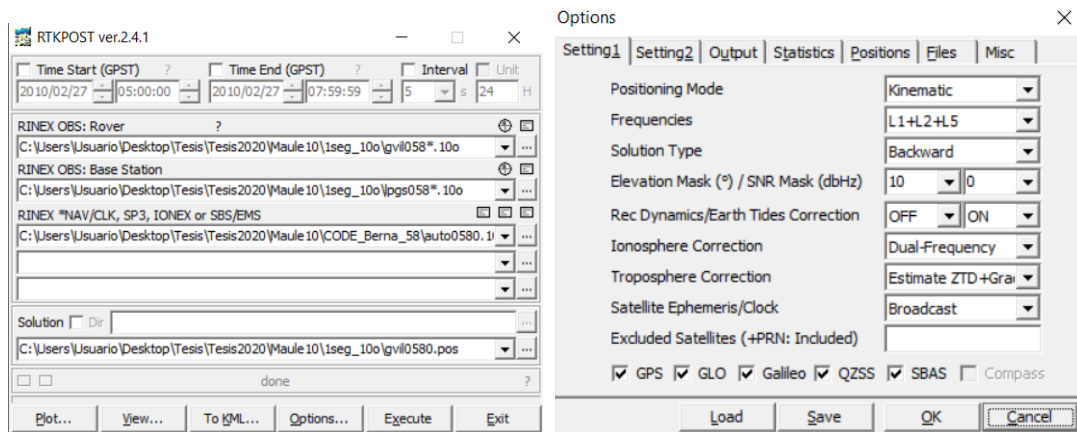 RTKPOST ver.2.4.1
Time Start (GPST) ? Time End (GPST) ? Interval Unit
2010/02/27 05:00:00 2010/02/27 07:59:59 5 s 24 H
RINEX OBS: Rover ?
C:\Users\Usuario\Desktop\Tesis\Tesis2020\Maule10\1seg_10o\gvil058*.10o ...
RINEX OBS: Base Station
C:\Users\Usuario\Desktop\Tesis\Tesis2020\Maule10\1seg_10o\lpgs058*.10o ...
RINEX *NAV/CLK, SP3, IONEX or SBS/EMS
C:\Users\Usuario\Desktop\Tesis\Tesis2020\Maule10\CODE_Berna_58\auto0580.1 ...
...
...
Solution Dir ...
C:\Users\Usuario\Desktop\Tesis\Tesis2020\Maule10\1seg_10o\gvil0580.pos ...
done ?
Plot... View... To KML... Options... Execute Exit
Options
Setting1 Setting2 Output Statistics Positions Files Misc
Positioning Mode Kinematic
Frequencies L1+L2+L5
Solution Type Backward
Elevation Mask (°) / SNR Mask (dbHz) 10 0
Rec Dynamics/Earth Tides Correction OFF ON
Ionosphere Correction Dual-Frequency
Troposphere Correction Estimate ZTD+Gra
Satellite Ephemeris/Clock Broadcast
Excluded Satellites (+PRN: Included)
GPS GLO Galileo QZSS SBAS Compass
Load Save OK Cancel